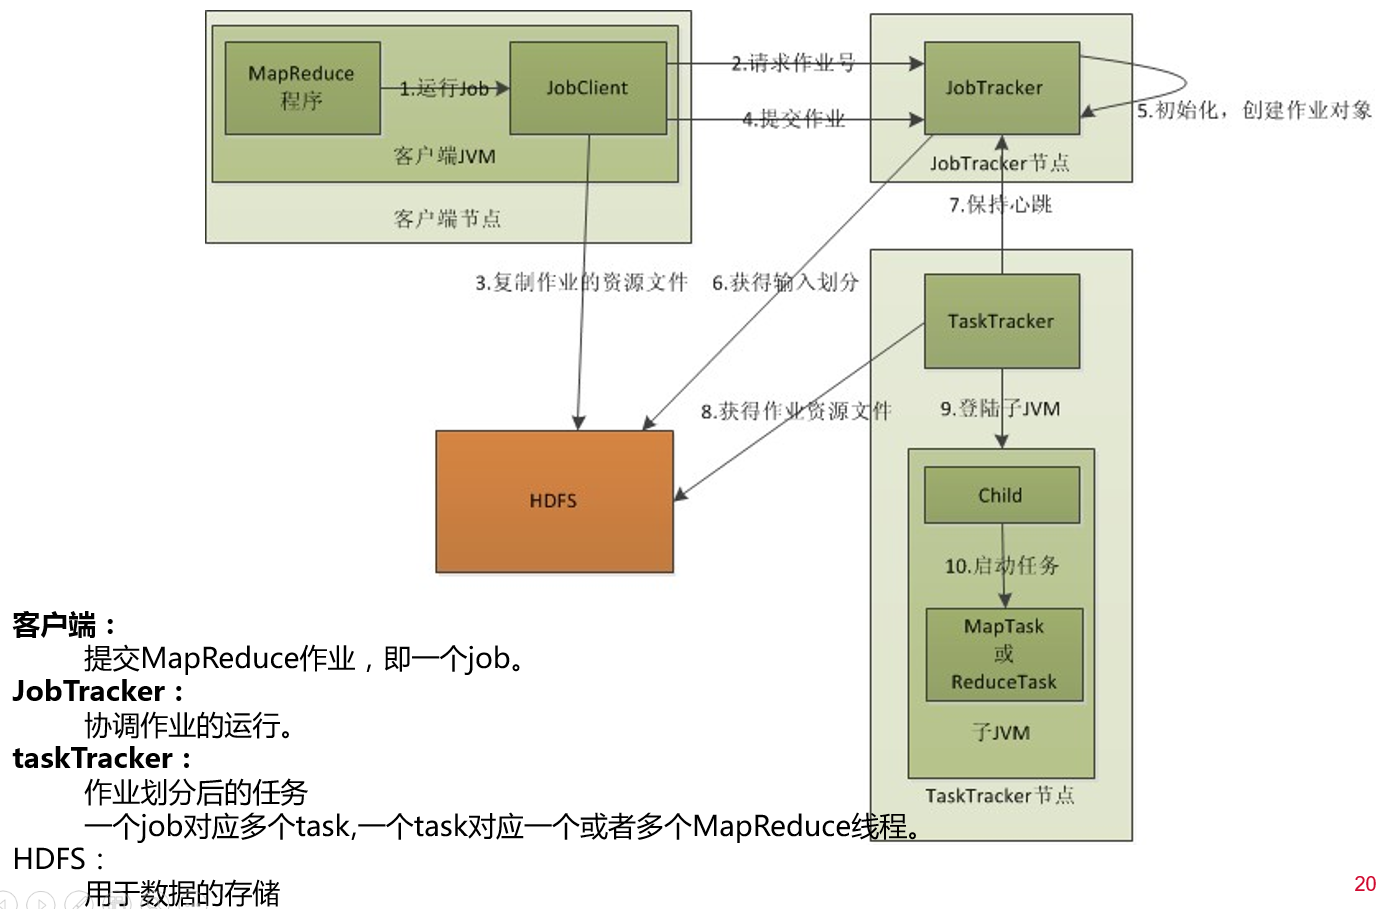 MapReduce
程序
1.运行Job
JobClient
客户端JVM
客户端节点
2.请求作业号
4.提交作业
JobTracker
JobTracker节点
5.初始化，创建作业对象
7.保持心跳
3.复制作业的资源文件
6.获得输入划分
TaskTracker
8.获得作业资源文件
9.登陆子JVM
HDFS
Child
10.启动任务
MapTask
或
ReduceTask
子JVM
TaskTracker节点
客户端：
提交MapReduce作业，即一个job。
JobTracker：
协调作业的运行。
taskTracker：
作业划分后的任务
一个job对应多个task,一个task对应一个或者多个MapReduce线程。
HDFS：
用于数据的存储
20